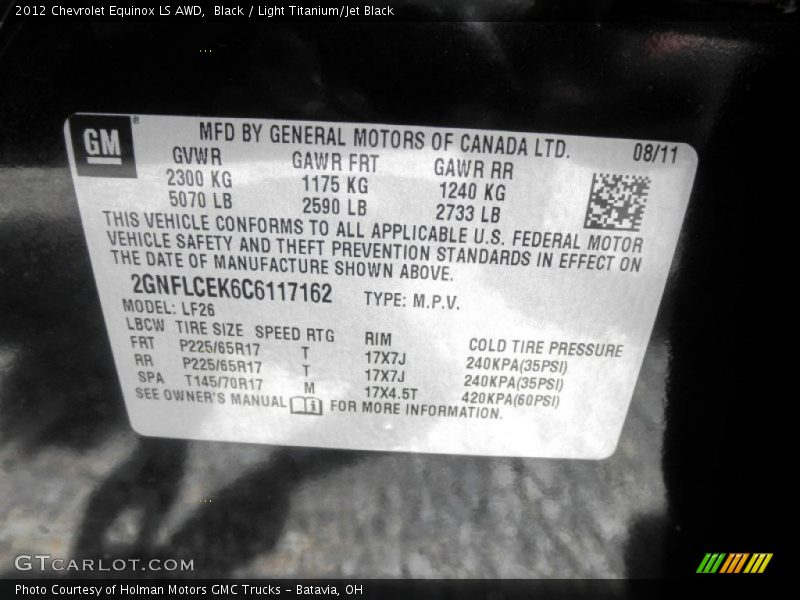 2012 Chevrolet Equinox LS AWD, Black / Light Titanium/Jet Black
GM
MFD BY GENERAL MOTORS OF CANADA LTD. 08/11
GVWR GAWR FRT GAWR RR
2300 KG 1175 KG 1240 KG
5070 LB 2590 LB 2733 LB
THIS VEHICLE CONFORMS TO ALL APPLICABLE U.S. FEDERAL MOTOR
VEHICLE SAFETY AND THEFT PREVENTION STANDARDS IN EFFECT ON
THE DATE OF MANUFACTURE SHOWN ABOVE.
2GNFLCEK6C6117162 TYPE: M.P.V.
MODEL: LF26
LBCW TIRE SIZE SPEED RTG RIM COLD TIRE PRESSURE
FRT P225/65R17 T 17X7J 240KPA(35PSI)
RR P225/65R17 T 17X7J 240KPA(35PSI)
SPA T145/70R17 M 17X4.5T 420KPA(60PSI)
SEE OWNER'S MANUAL FOR MORE INFORMATION.
GTCARLOT.COM
Photo Courtesy of Holman Motors GMC Trucks - Batavia, OH